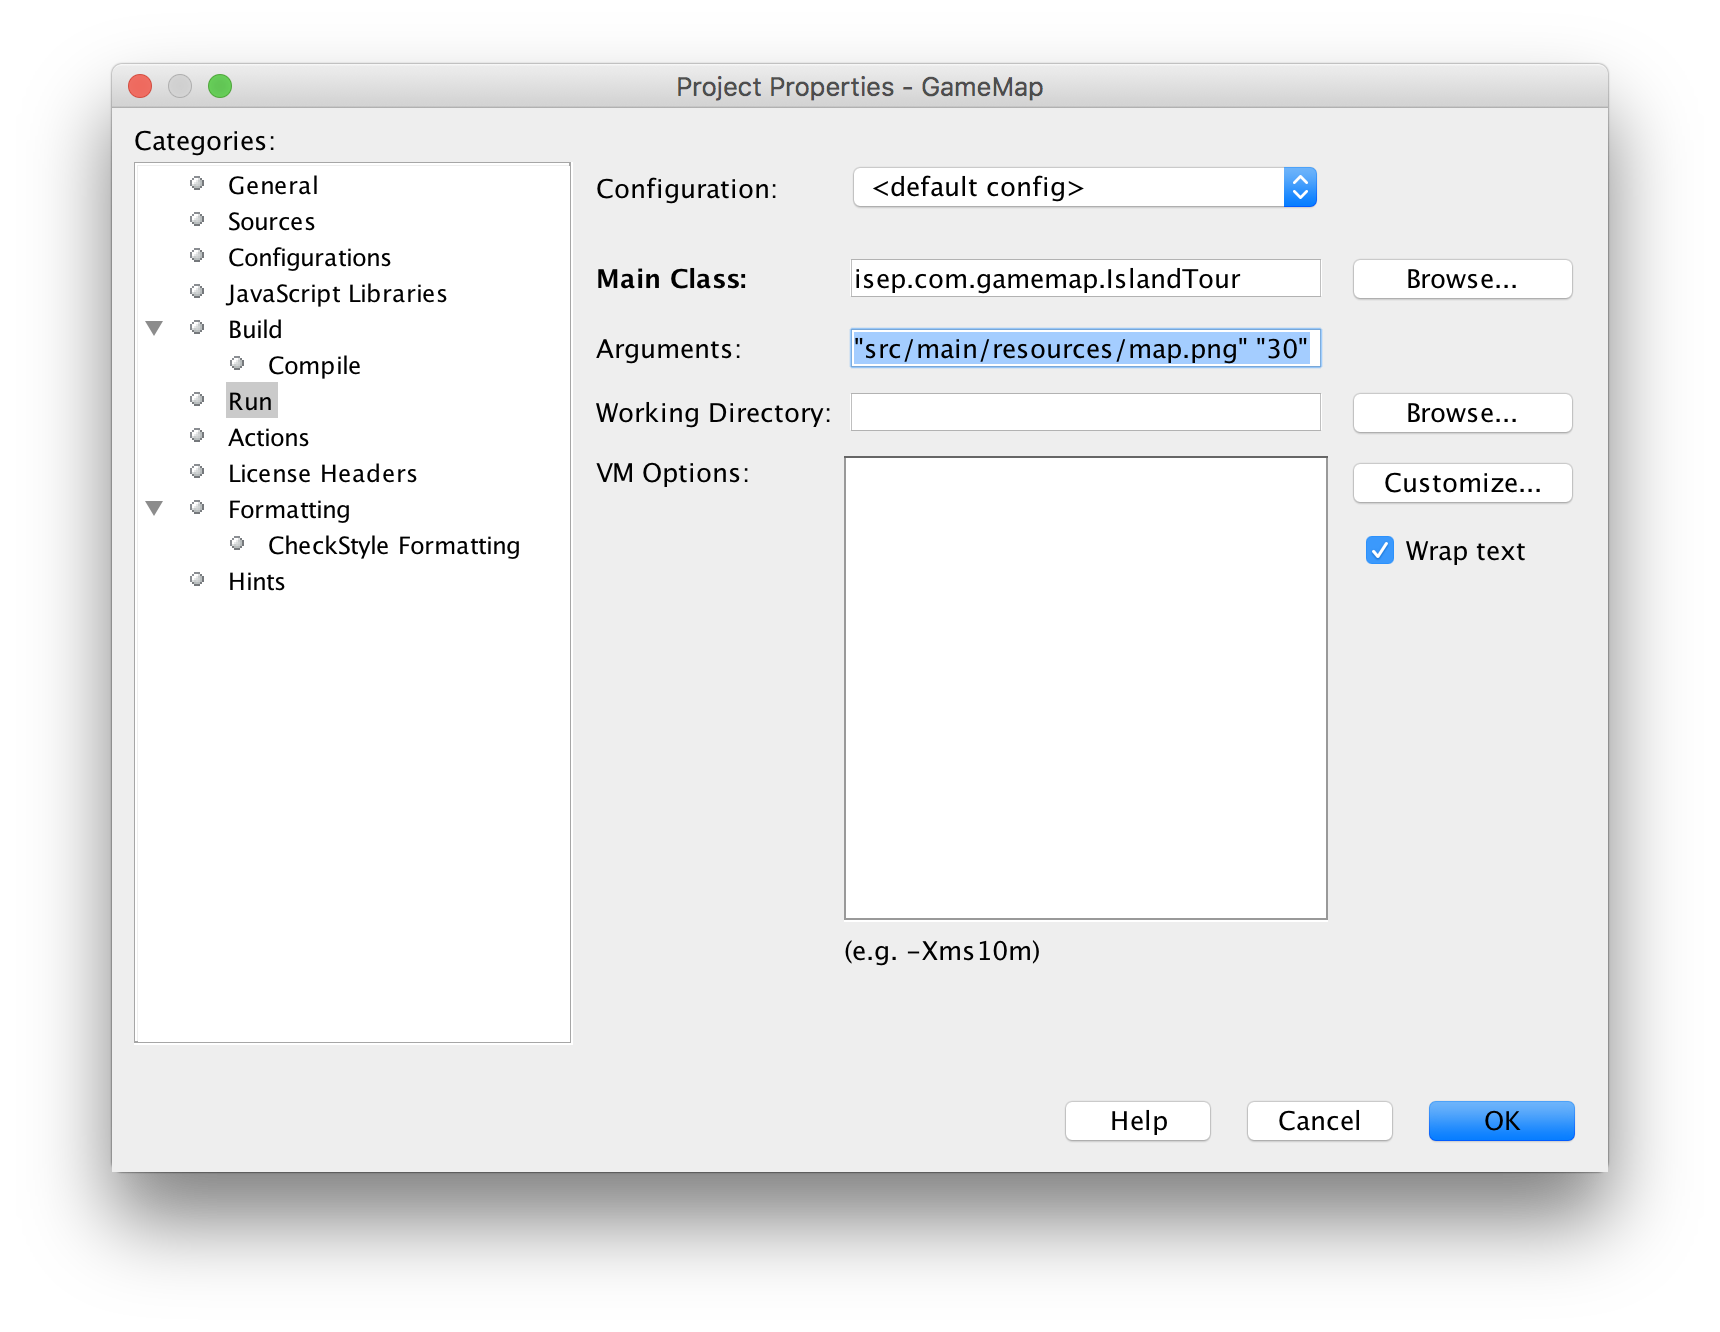 Project Properties - GameMap
Categories:
General
Sources
Configurations
JavaScript Libraries
Build
Compile
Run
Actions
License Headers
Formatting
CheckStyle Formatting
Hints
Configuration: <default config>
Main Class: isep.com.gamemap.IslandTour Browse...
Arguments: "src/main/resources/map.png" "30"
Working Directory: Browse...
VM Options: Customize...
Wrap text
(e.g. -Xms10m)
Help Cancel OK